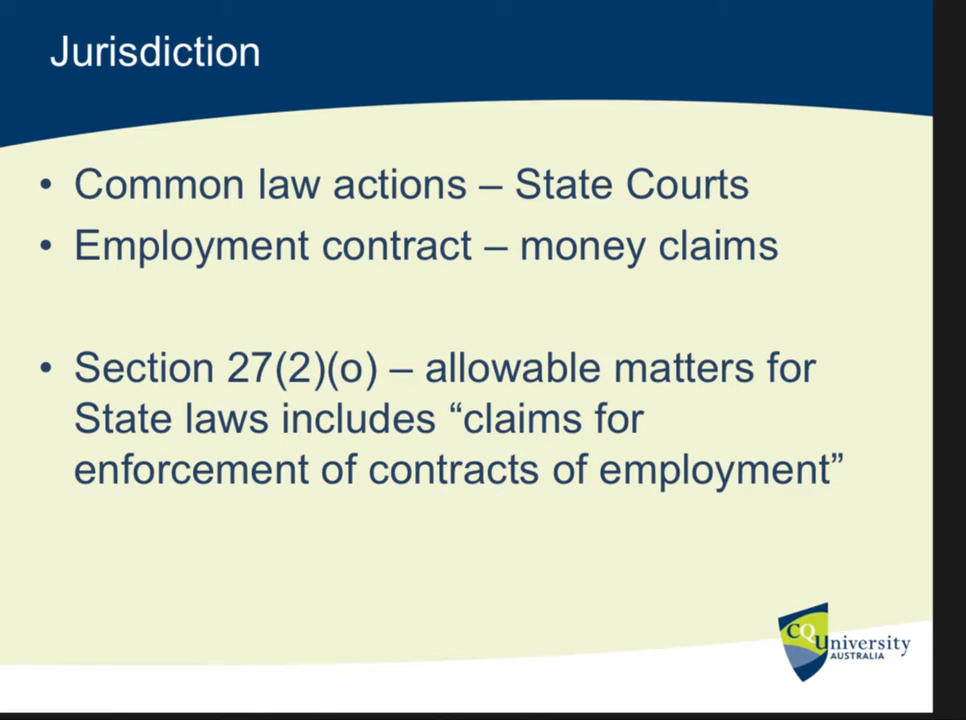 Jurisdiction
• Common law actions – State Courts
• Employment contract – money claims
• Section 27(2)(o) – allowable matters for
State laws includes “claims for
enforcement of contracts of employment”
CQUniversity
AUSTRALIA